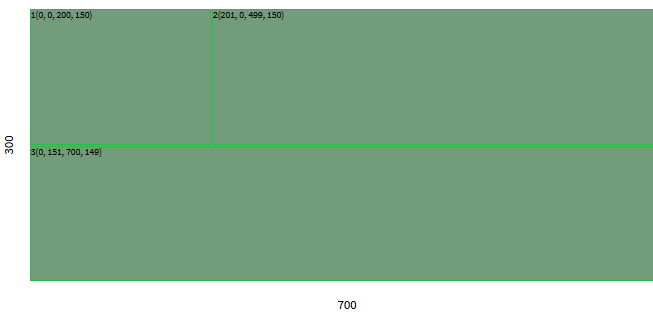 1(0, 0, 200, 150)
2(201, 0, 499, 150)
300
3(0, 151, 700, 149)
700